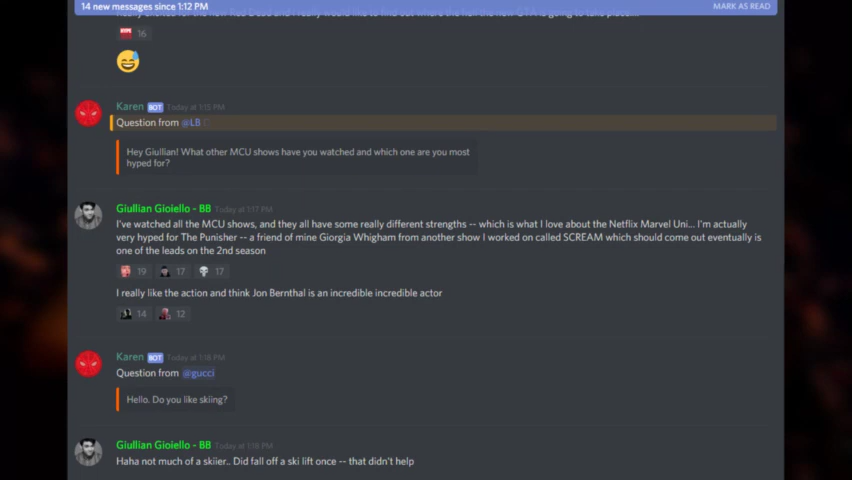 14 new messages since 1:12 PM
MARK AS READ
HYPE 16
Karen BOT Today at 1:15 PM
Question from @LB
Hey Giullian! What other MCU shows have you watched and which one are you most
hyped for?
Giullian Gioiello - BB Today at 1:17 PM
I've watched all the MCU shows, and they all have some really different strengths -- which is what I love about the Netflix Marvel Uni... I'm actually
very hyped for The Punisher -- a friend of mine Giorgia Whigham from another show I worked on called SCREAM which should come out eventually is
one of the leads on the 2nd season
19 17 17
I really like the action and think Jon Bernthal is an incredible incredible actor
14 12
Karen BOT Today at 1:18 PM
Question from @gucci
Hello. Do you like skiing?
Giullian Gioiello - BB Today at 1:18 PM
Haha not much of a skiier.. Did fall off a ski lift once -- that didn't help